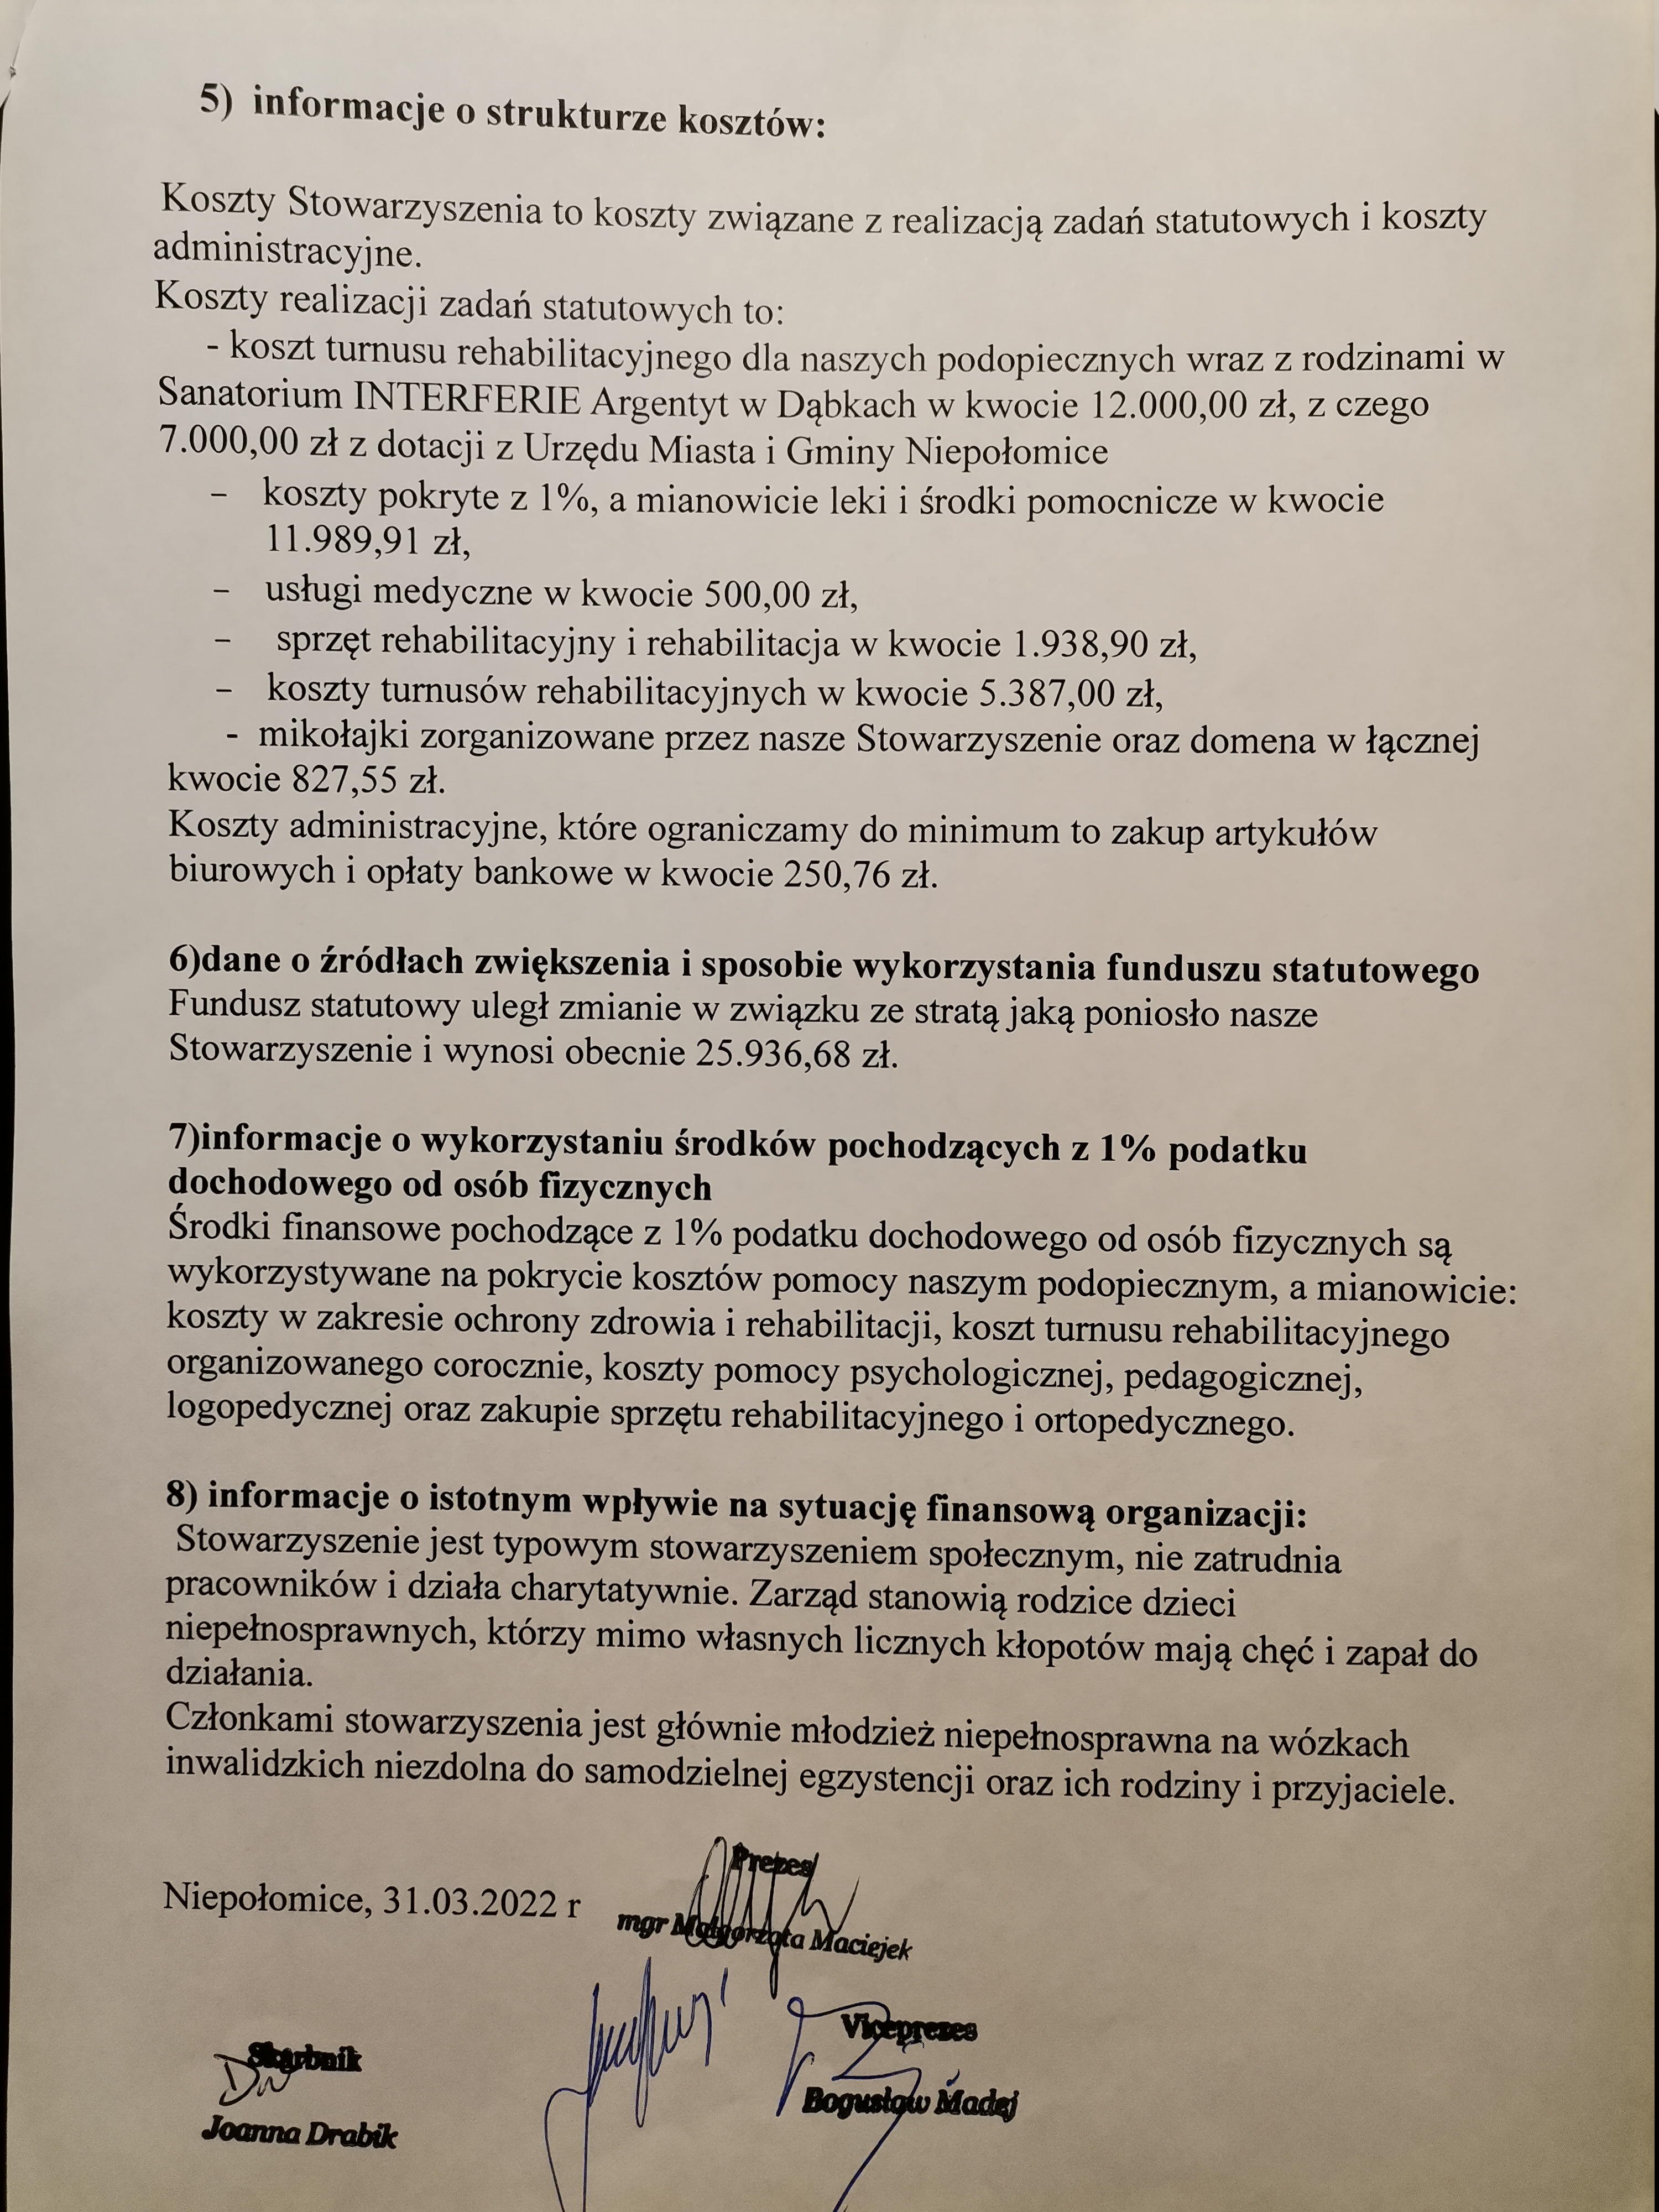 5) informacje o strukturze kosztów:
Koszty Stowarzyszenia to koszty związane z realizacją zadań statutowych i koszty
administracyjne.
Koszty realizacji zadań statutowych to:
- koszt turnusu rehabilitacyjnego dla naszych podopiecznych wraz z rodzinami w
Sanatorium INTERFERIE Argentyt w Dąbkach w kwocie 12.000,00 zł, z czego
7.000,00 zł z dotacji z Urzędu Miasta i Gminy Niepołomice
– koszty pokryte z 1%, a mianowicie leki i środki pomocnicze w kwocie
11.989,91 zł,
– usługi medyczne w kwocie 500,00 zł,
– sprzęt rehabilitacyjny i rehabilitacja w kwocie 1.938,90 zł,
– koszty turnusów rehabilitacyjnych w kwocie 5.387,00 zł,
- mikołajki zorganizowane przez nasze Stowarzyszenie oraz domena w łącznej
kwocie 827,55 zł.
Koszty administracyjne, które ograniczamy do minimum to zakup artykułów
biurowych i opłaty bankowe w kwocie 250,76 zł.
6)dane o źródłach zwiększenia i sposobie wykorzystania funduszu statutowego
Fundusz statutowy uległ zmianie w związku ze stratą jaką poniosło nasze
Stowarzyszenie i wynosi obecnie 25.936,68 zł.
7)informacje o wykorzystaniu środków pochodzących z 1% podatku
dochodowego od osób fizycznych
Środki finansowe pochodzące z 1% podatku dochodowego od osób fizycznych są
wykorzystywane na pokrycie kosztów pomocy naszym podopiecznym, a mianowicie:
koszty w zakresie ochrony zdrowia i rehabilitacji, koszt turnusu rehabilitacyjnego
organizowanego corocznie, koszty pomocy psychologicznej, pedagogicznej,
logopedycznej oraz zakupie sprzętu rehabilitacyjnego i ortopedycznego.
8) informacje o istotnym wpływie na sytuację finansową organizacji:
Stowarzyszenie jest typowym stowarzyszeniem społecznym, nie zatrudnia
pracowników i działa charytatywnie. Zarząd stanowią rodzice dzieci
niepełnosprawnych, którzy mimo własnych licznych kłopotów mają chęć i zapał do
działania.
Członkami stowarzyszenia jest głównie młodzież niepełnosprawna na wózkach
inwalidzkich niezdolna do samodzielnej egzystencji oraz ich rodziny i przyjaciele.
Prezes
Niepołomice, 31.03.2022 r
mgr Małgorzata Maciejek
Wiceprezes
Skarbnik
Bogusław Madej
Joanna Drabik